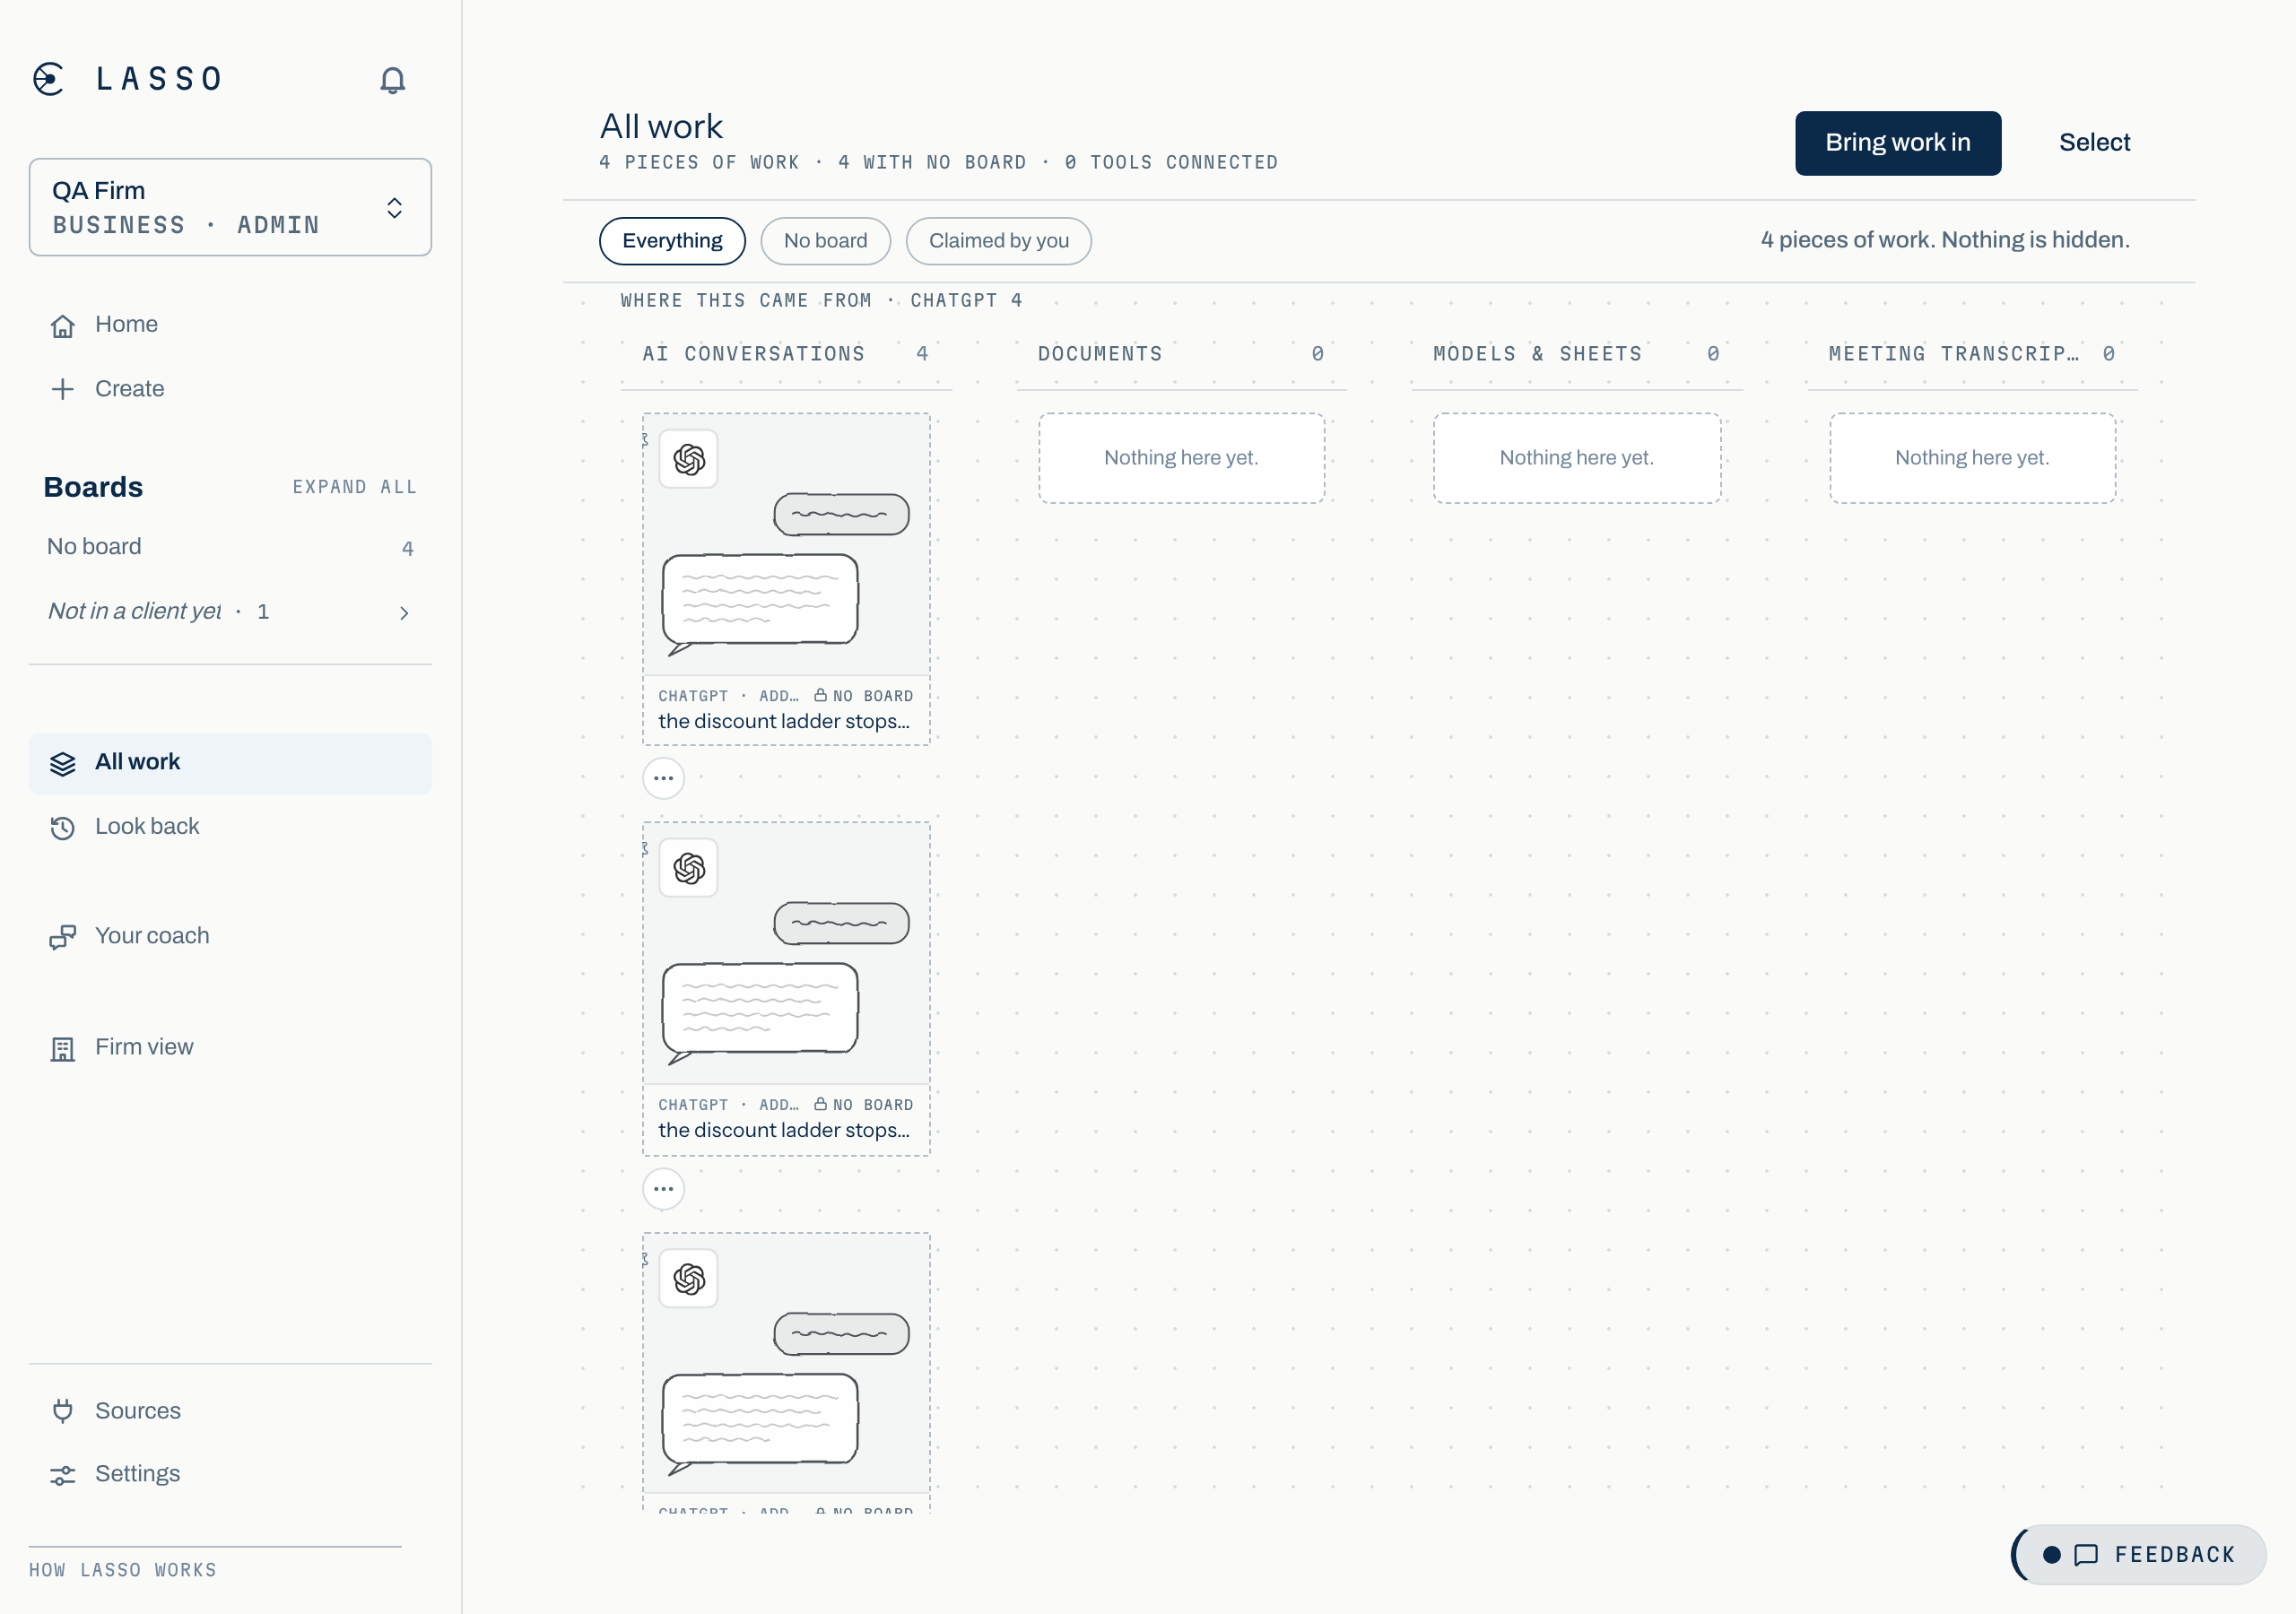 LASSO
QA Firm
BUSINESS · ADMIN
Home
Create
Boards
EXPAND ALL
No board
4
Not in a client yet · 1
All work
Look back
Your coach
Firm view
Sources
Settings
HOW LASSO WORKS
All work
4 PIECES OF WORK · 4 WITH NO BOARD · 0 TOOLS CONNECTED
Bring work in
Select
Everything
No board
Claimed by you
4 pieces of work. Nothing is hidden.
WHERE THIS CAME FROM · CHATGPT 4
AI CONVERSATIONS 4
DOCUMENTS 0
MODELS & SHEETS 0
MEETING TRANSCRIP… 0
Nothing here yet.
Nothing here yet.
Nothing here yet.
CHATGPT · ADD… NO BOARD
the discount ladder stops...
CHATGPT · ADD… NO BOARD
the discount ladder stops...
CHATGPT · ADD… NO BOARD
FEEDBACK